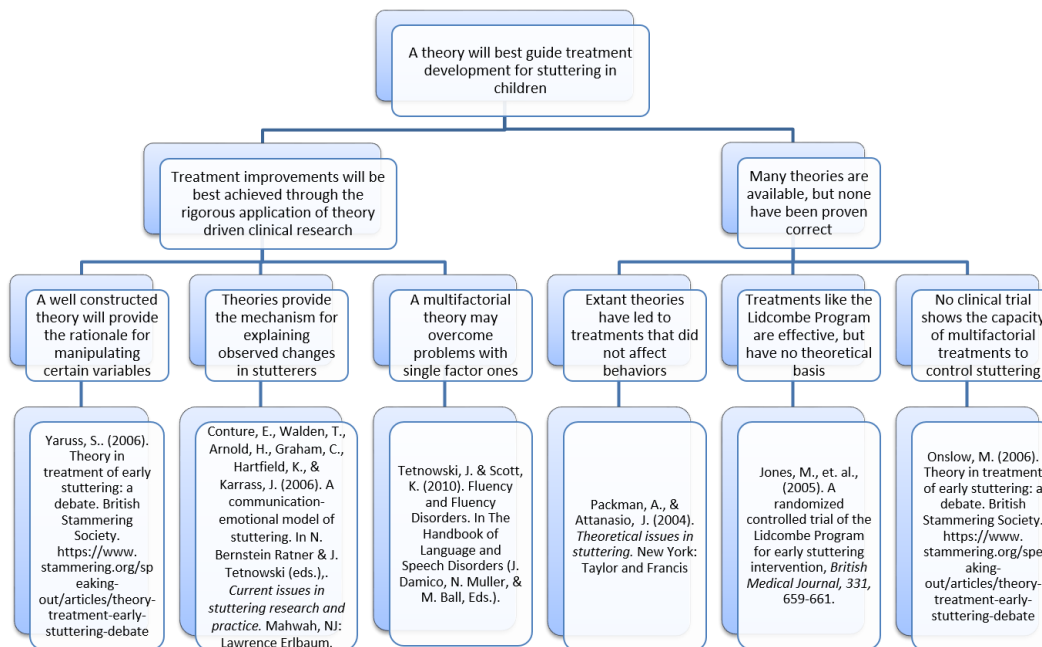 A theory will best guide treatment
development for stuttering in
children
Treatment improvements will be
best achieved through the
rigorous application of theory
driven clinical research
Many theories are
available, but none
have been proven
correct
A well constructed
theory will provide
the rationale for
manipulating
certain variables
Theories provide
the mechanism for
explaining
observed changes
in stutterers
A multifactorial
theory may
overcome
problems with
single factor ones
Extant theories
have led to
treatments that did
not affect
behaviors
Treatments like the
Lidcombe Program
are effective, but
have no theoretical
basis
No clinical trial
shows the capacity
of multifactorial
treatments to
control stuttering
Yaruss, S.. (2006).
Theory in
treatment of early
stuttering: a
debate. British
Stammering
Society.
https://www.
stammering.org/sp
eaking-
out/articles/theory-
treatment-early-
stuttering-debate
Conture, E., Walden, T.,
Arnold, H., Graham, C.,
Hartfield, K., &
Karrass, J. (2006). A
communication-
emotional model of
stuttering. In N.
Bernstein Ratner & J.
Tetnowski (eds.),.
Current issues in
stuttering research and
practice. Mahwah, NJ:
Lawrence Erlbaum.
Tetnowski, J. & Scott,
K. (2010). Fluency and
Fluency Disorders. In
The Handbook of
Language and
Speech Disorders (J.
Damico, N. Muller, &
M. Ball, Eds.).
Packman, A., &
Attanasio, J. (2004).
Theoretical issues in
stuttering. New York:
Taylor and Francis
Jones, M., et. al.,
(2005). A
randomized
controlled trial of the
Lidcombe Program
for early stuttering
intervention, British
Medical Journal, 331,
659-661.
Onslow, M. (2006).
Theory in treatment
of early stuttering: a
debate. British
Stammering Society.
https://www.
stammering.org/spe
aking-
out/articles/theory-
treatment-early-
stuttering-debate